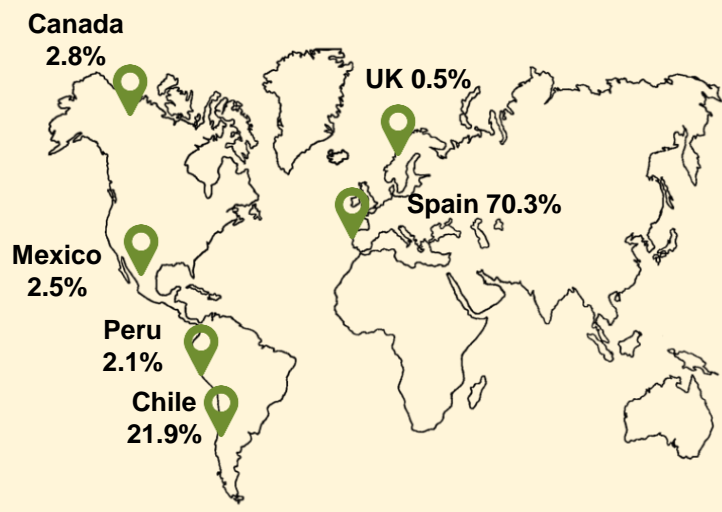 Canada
2.8%
UK 0.5%
Spain 70.3%
Mexico
2.5%
Peru
2.1%
Chile
21.9%